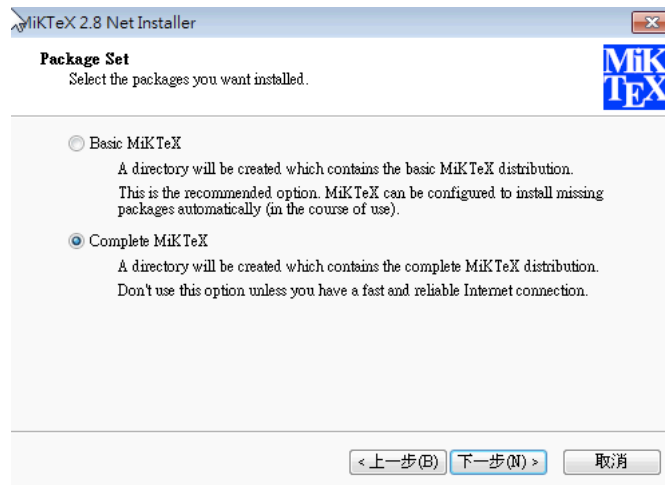 MiKTeX 2.8 Net Installer
Package Set
Select the packages you want installed.
MiK
TEX
Basic MiKTeX
A directory will be created which contains the basic MiKTeX distribution.
This is the recommended option. MiKTeX can be configured to install missing
packages automatically (in the course of use).
Complete MiKTeX
A directory will be created which contains the complete MiKTeX distribution.
Don't use this option unless you have a fast and reliable Internet connection.
<上一步(B) 下一步(N) > 取消